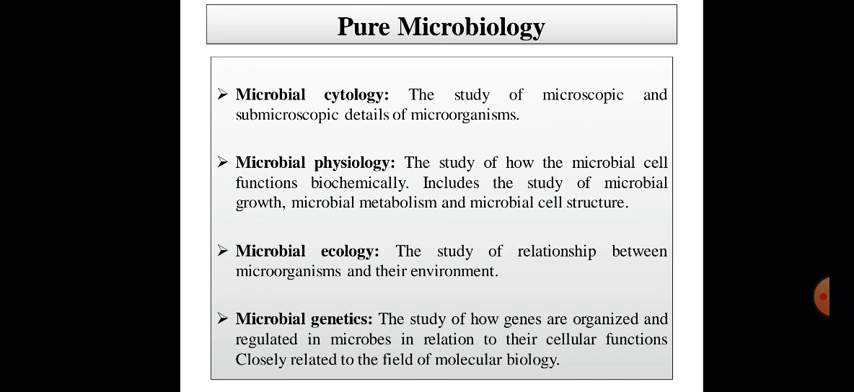 Pure Microbiology
➢ Microbial cytology: The study of microscopic and
submicroscopic details of microorganisms.
➢ Microbial physiology: The study of how the microbial cell
functions biochemically. Includes the study of microbial
growth, microbial metabolism and microbial cell structure.
➢ Microbial ecology: The study of relationship between
microorganisms and their environment.
➢ Microbial genetics: The study of how genes are organized and
regulated in microbes in relation to their cellular functions
Closely related to the field of molecular biology.